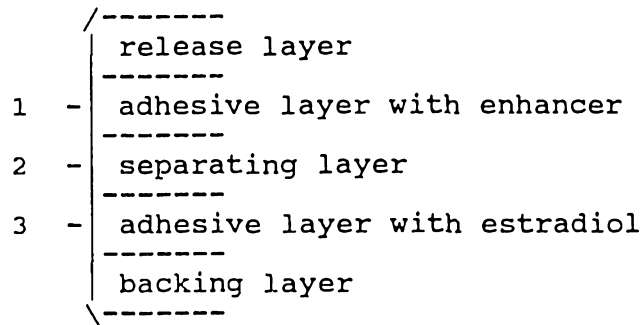 release layer
1 - adhesive layer with enhancer
2 - separating layer
3 - adhesive layer with estradiol
backing layer